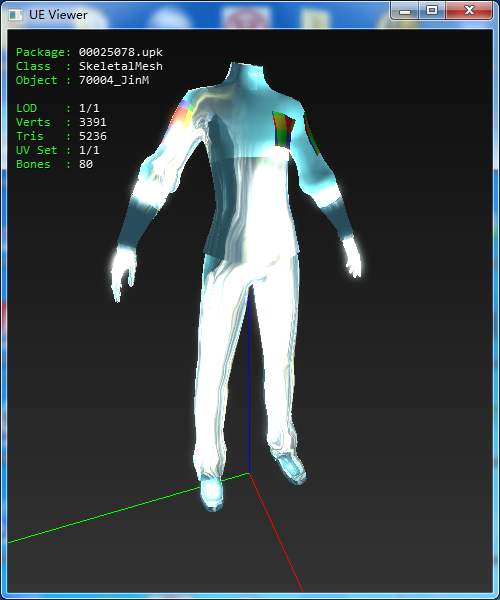 UE Viewer
Package: 00025078.upk
Class  : SkeletalMesh
Object : 70004_JinM
LOD    : 1/1
Verts  : 3391
Tris   : 5236
UV Set : 1/1
Bones  : 80